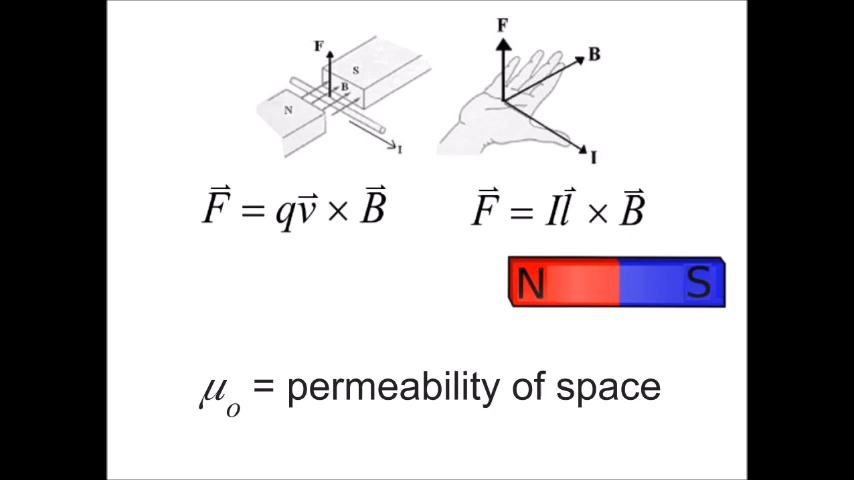 F
S
B
N
I
F
B
I
F⃗ = qv⃗ × B⃗
F⃗ = Il⃗ × B⃗
N S
μₒ = permeability of space